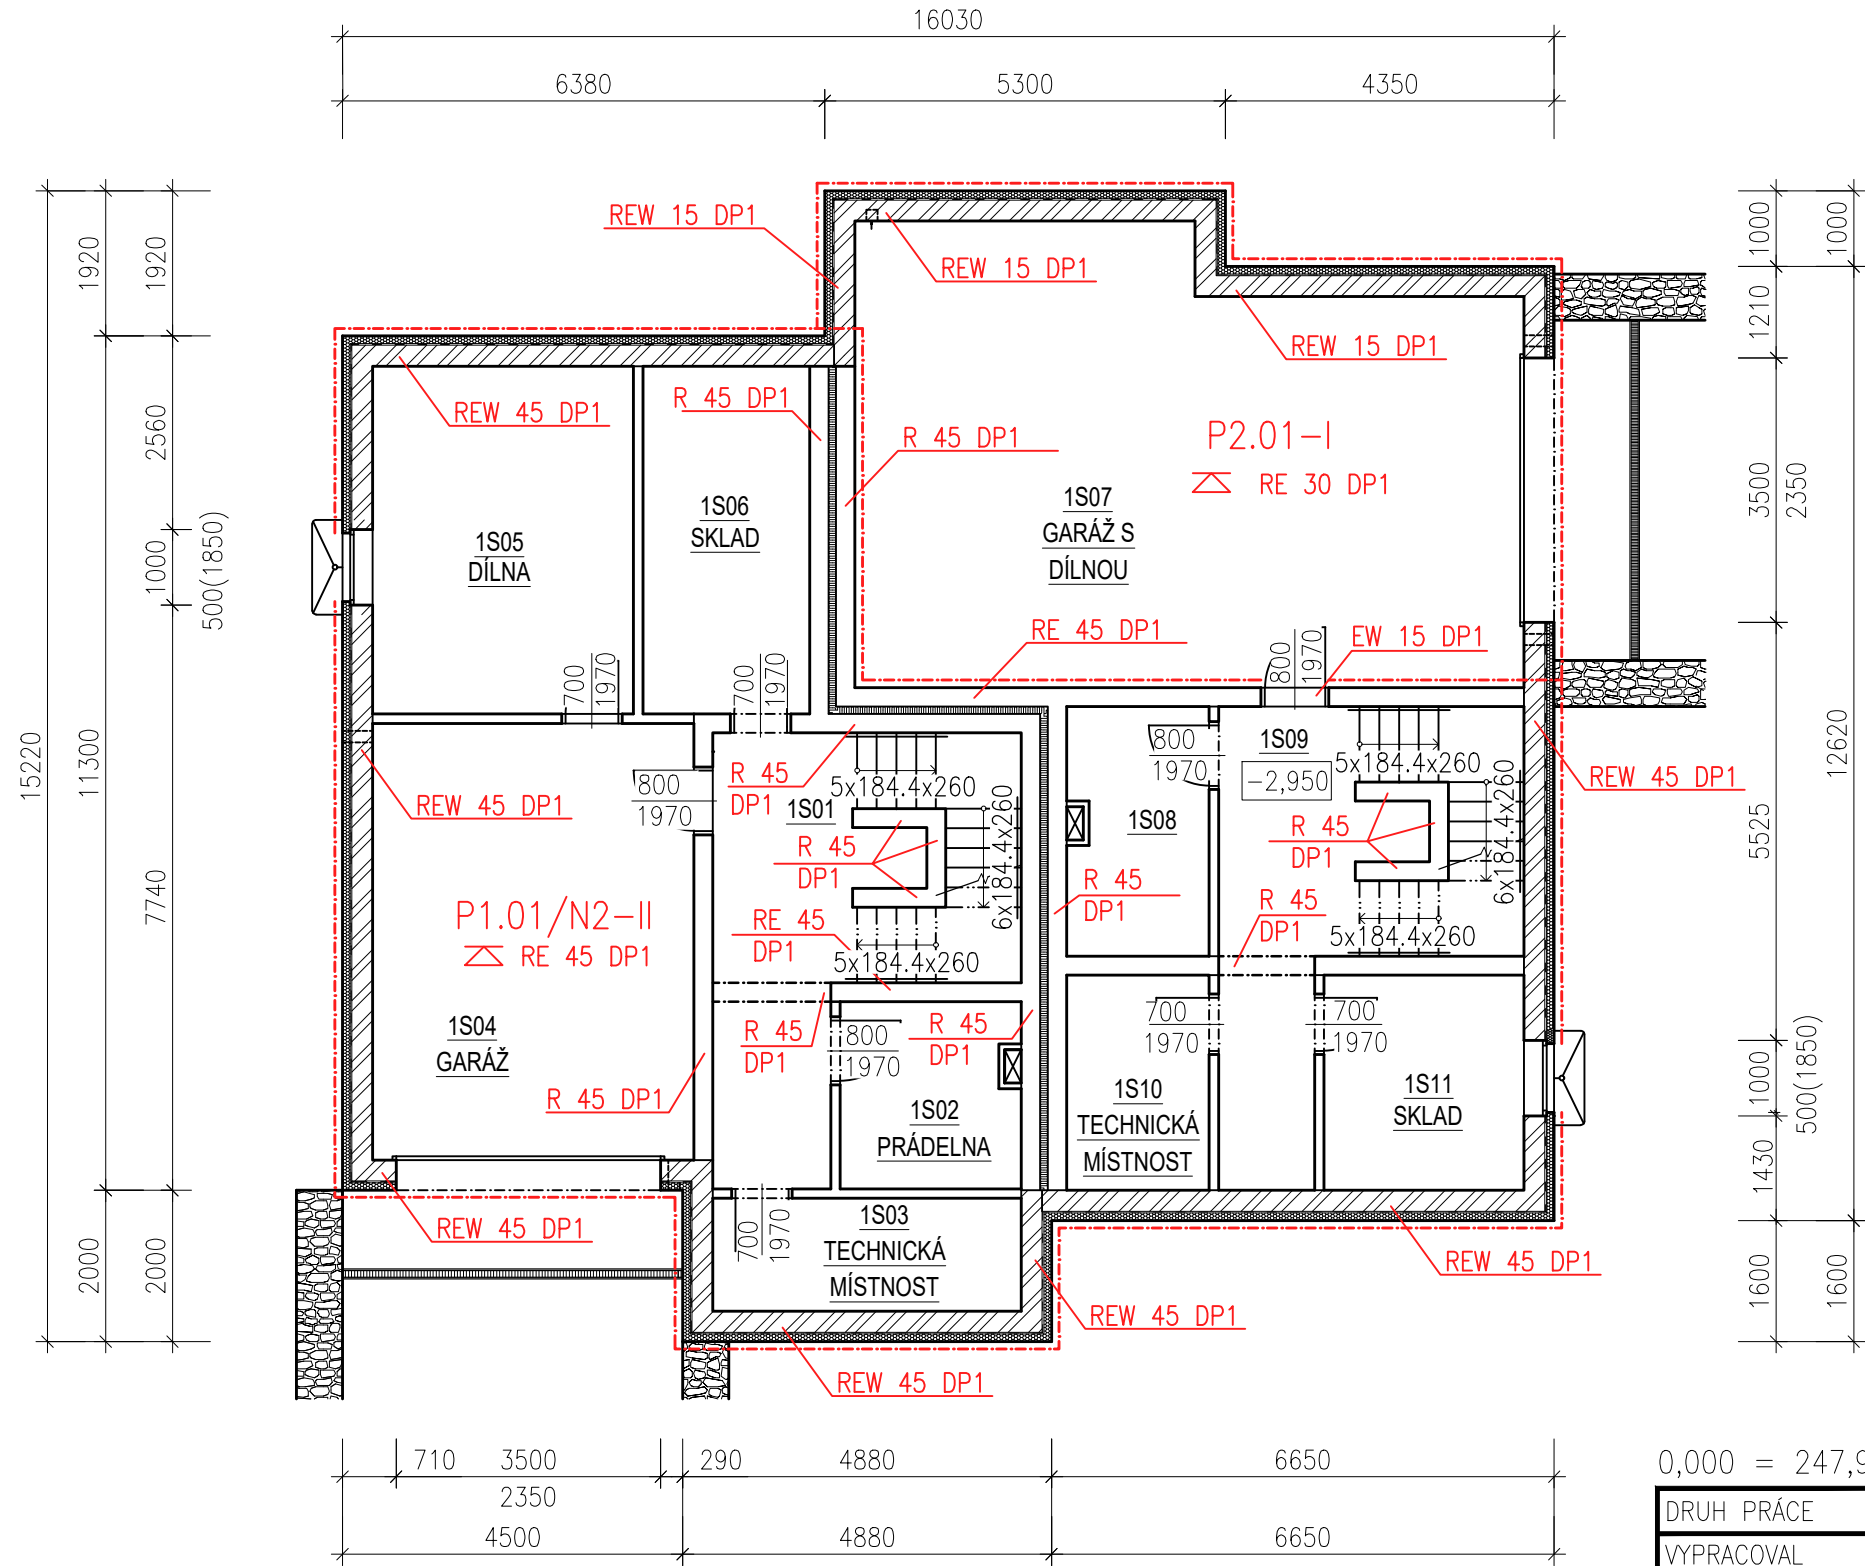 16030
6380
5300
4350
REW 15 DP1
REW 15 DP1
REW 15 DP1
1920
1920
1000
1000
1210
REW 45 DP1
R 45 DP1
R 45 DP1
P2.01-I
RE 30 DP1
1S07
GARÁŽ S
DÍLNOU
1S06
SKLAD
1S05
DÍLNA
2560
1000
500(1850)
3500
2350
RE 45 DP1
EW 15 DP1
700
1970
700
1970
800
1970
15220
11300
7740
12620
5525
REW 45 DP1
800
1970
R 45
DP1
5x184.4x260
1S01
R 45
DP1
6x184.4x260
RE 45
DP1
5x184.4x260
800
1970
1S09
-2,950
5x184.4x260
1S08
R 45
DP1
6x184.4x260
R 45
DP1
R 45
DP1
5x184.4x260
REW 45 DP1
P1.01/N2-II
RE 45 DP1
1S04
GARÁŽ
R 45
DP1
800
1970
R 45
DP1
R 45 DP1
1S02
PRÁDELNA
700
1970
700
1970
1S10
TECHNICKÁ
MÍSTNOST
1S11
SKLAD
1000
500(1850)
1430
REW 45 DP1
700
1970
1S03
TECHNICKÁ
MÍSTNOST
REW 45 DP1
REW 45 DP1
REW 45 DP1
2000
2000
1600
1600
710
3500
290
4880
6650
2350
4500
4880
6650
0,000 = 247,9
DRUH PRÁCE
VYPRACOVAL